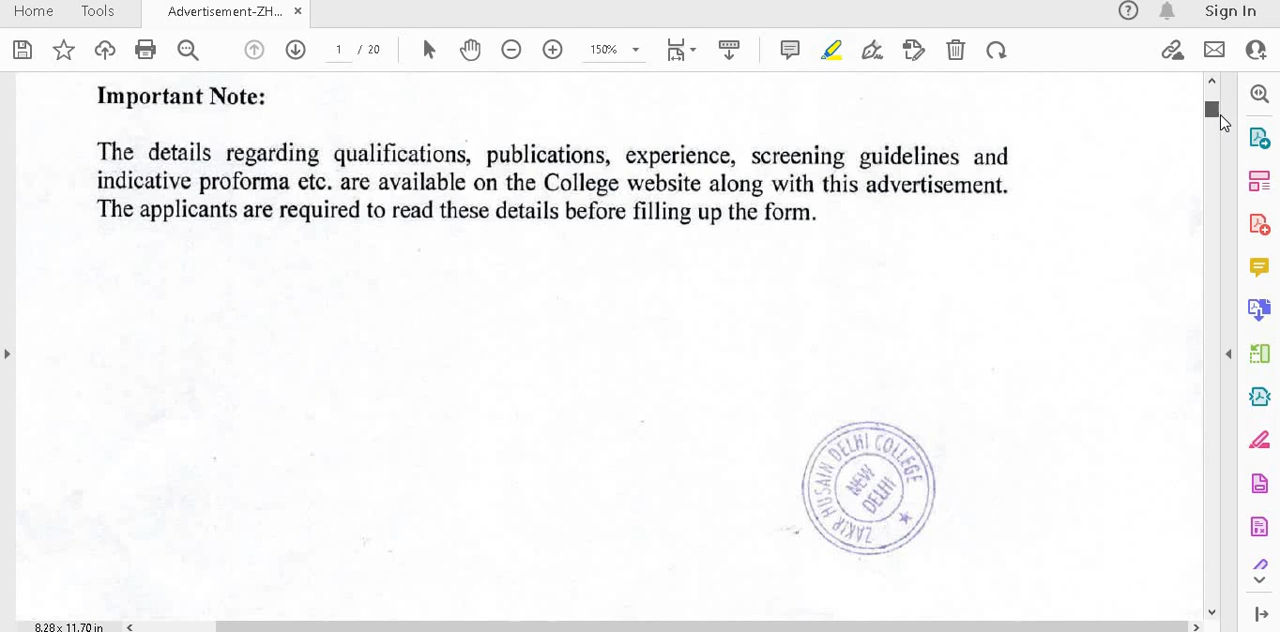 Home Tools Advertisement-ZH... ×
Sign In
1 / 20
150%
Important Note:
The details regarding qualifications, publications, experience, screening guidelines and
indicative proforma etc. are available on the College website along with this advertisement.
The applicants are required to read these details before filling up the form.
ZAKIR HUSAIN DELHI COLLEGE
NEW
DELHI
8.28 x 11.70 in